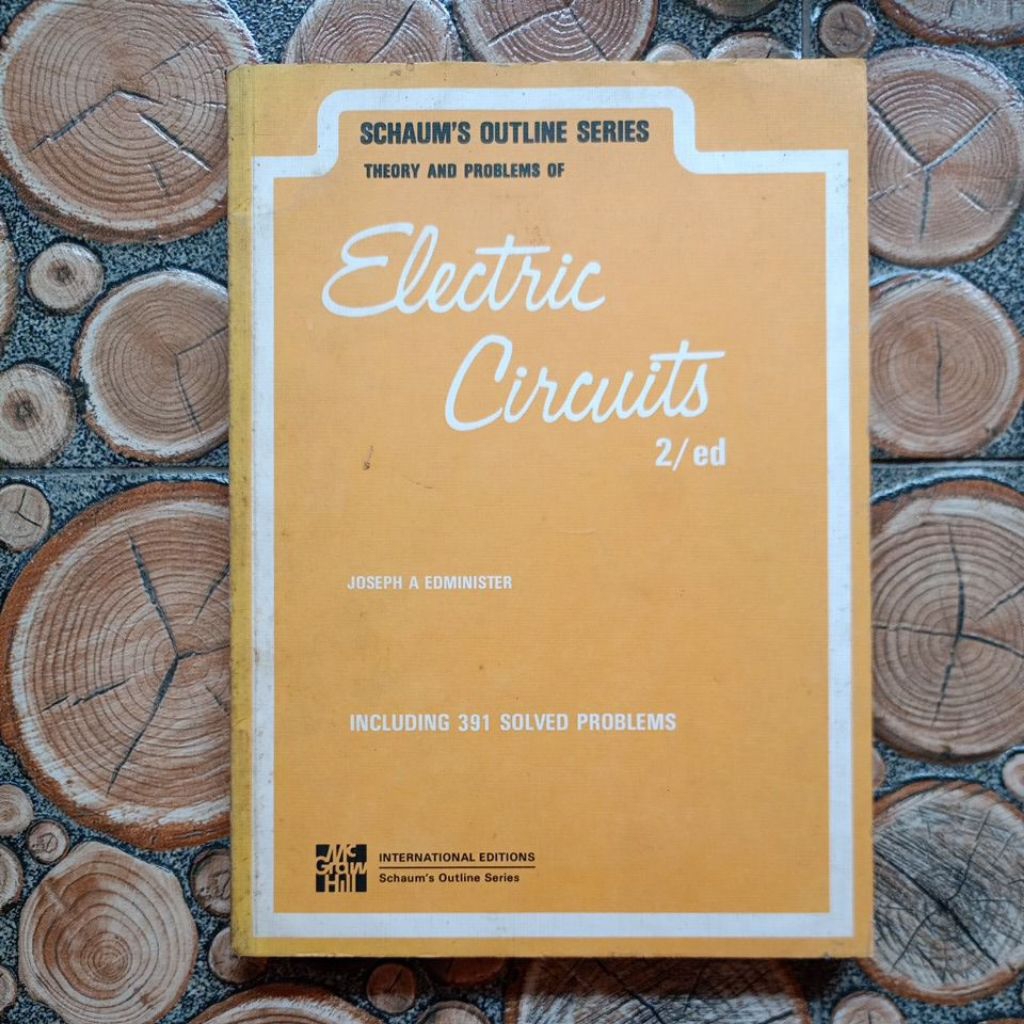 SCHAUM'S OUTLINE SERIES
THEORY AND PROBLEMS OF
Electric
Circuits
2/ed
JOSEPH A EDMINISTER
INCLUDING 391 SOLVED PROBLEMS
Mc
Graw
Hill
INTERNATIONAL EDITIONS
Schaum's Outline Series